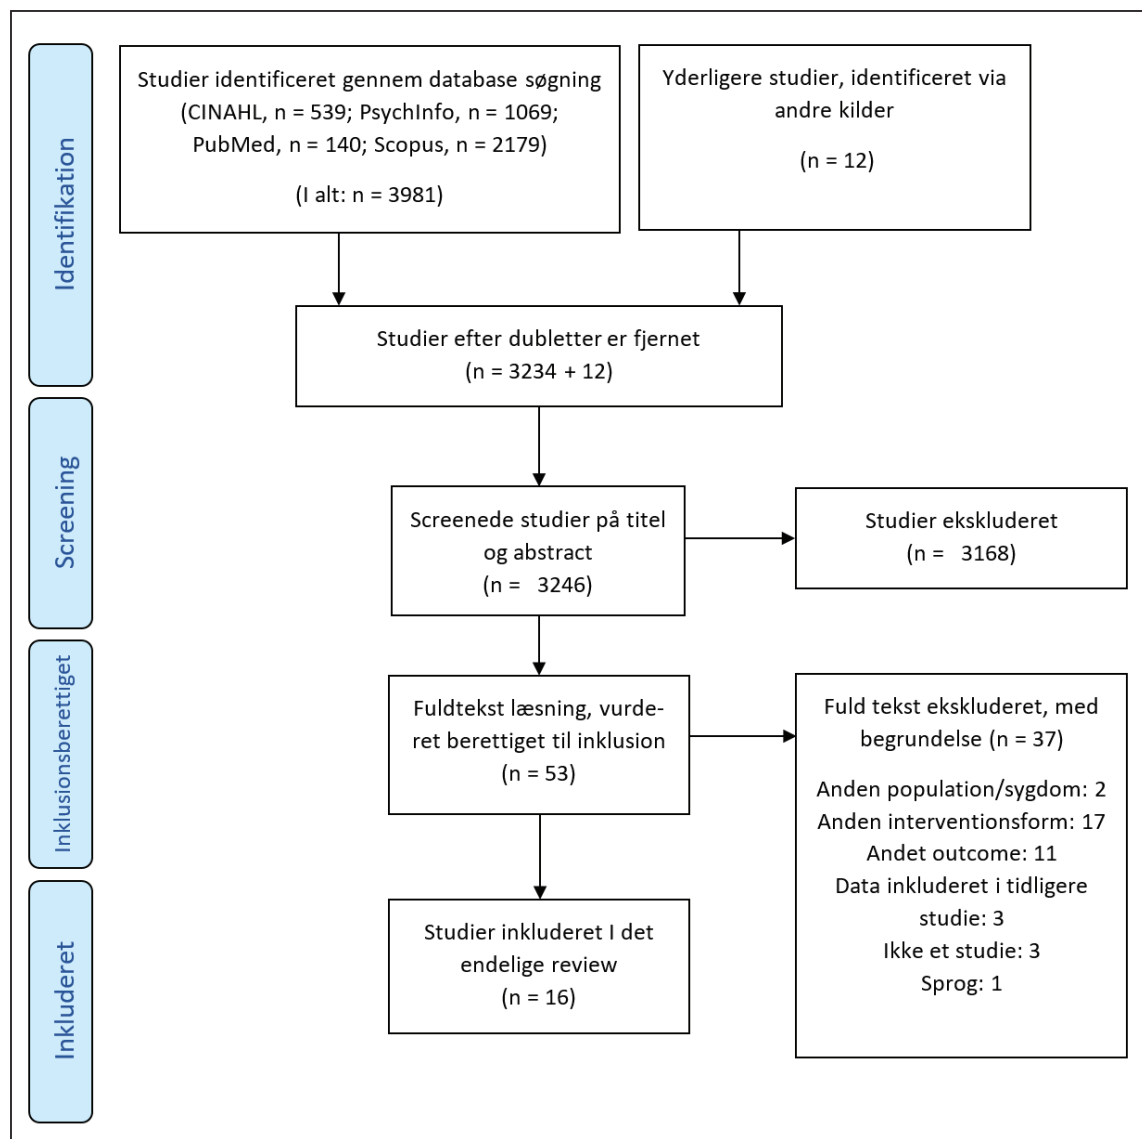 Identifikation
Studier identificeret gennem database søgning
(CINAHL, n = 539; PsychInfo, n = 1069;
PubMed, n = 140; Scopus, n = 2179)
(I alt: n = 3981)
Yderligere studier, identificeret via
andre kilder
(n = 12)
Studier efter dubletter er fjernet
(n = 3234 + 12)
Screening
Screenede studier på titel
og abstract
(n = 3246)
Studier ekskluderet
(n = 3168)
Inklusionsberettiget
Fuldtekst læsning, vurde-
ret berettiget til inklusion
(n = 53)
Fuld tekst ekskluderet, med
begrundelse (n = 37)
Anden population/sygdom: 2
Anden interventionsform: 17
Andet outcome: 11
Data inkluderet i tidligere
studie: 3
Ikke et studie: 3
Sprog: 1
Inkluderet
Studier inkluderet I det
endelige review
(n = 16)